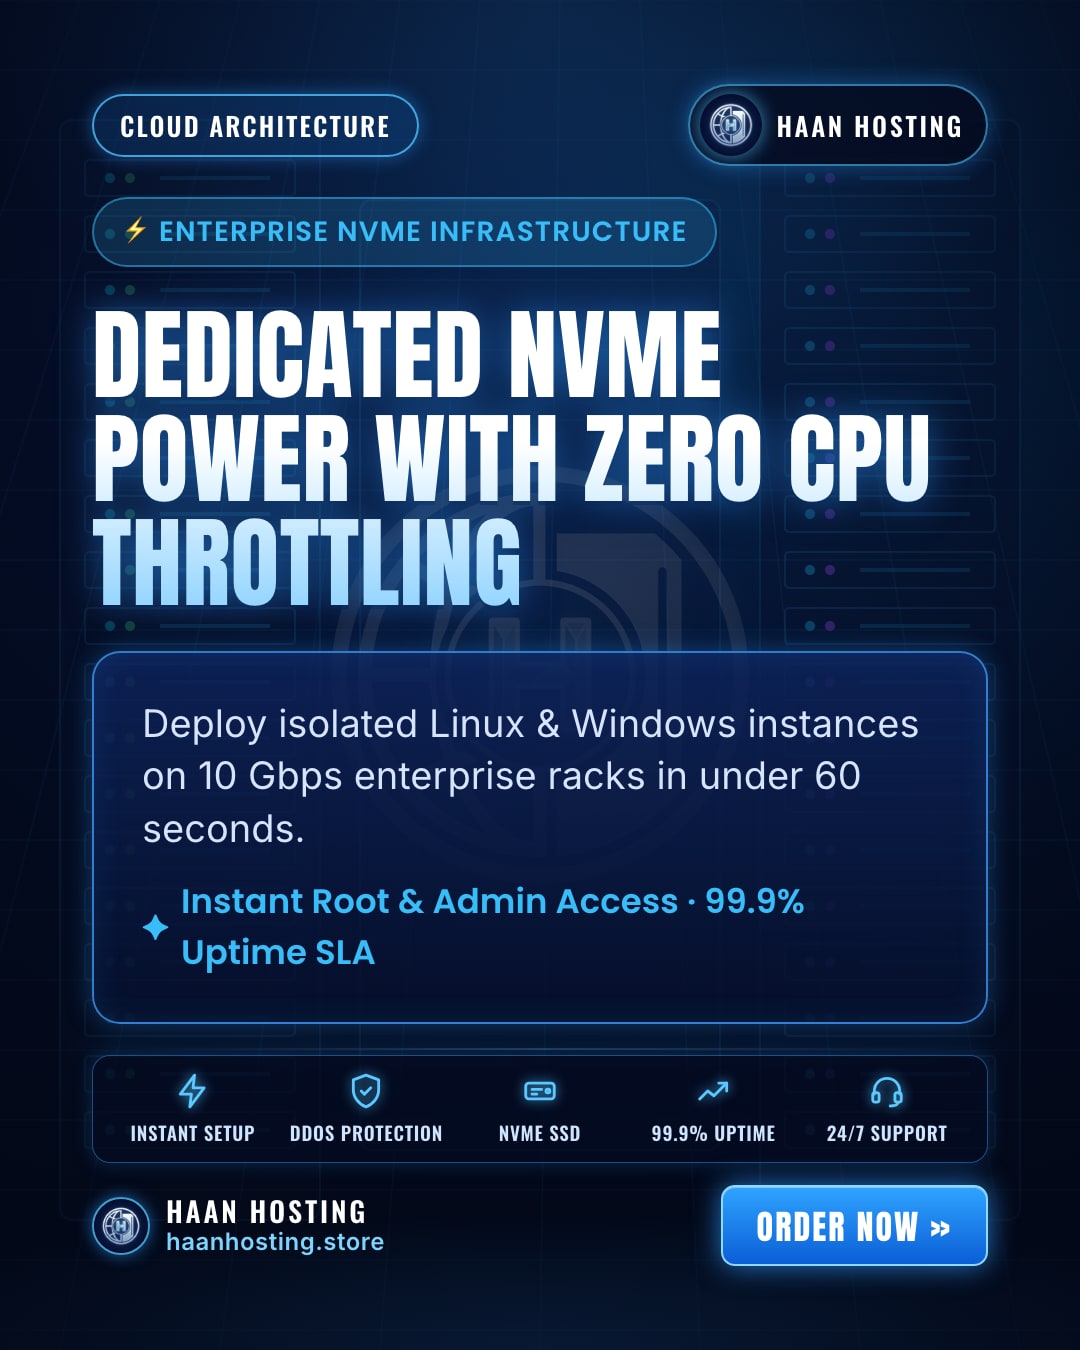 CLOUD ARCHITECTURE
HAAN HOSTING
⚡ ENTERPRISE NVME INFRASTRUCTURE
DEDICATED NVME
POWER WITH ZERO CPU
THROTTLING
Deploy isolated Linux & Windows instances
on 10 Gbps enterprise racks in under 60
seconds.
Instant Root & Admin Access · 99.9%
Uptime SLA
INSTANT SETUP
DDOS PROTECTION
NVME SSD
99.9% UPTIME
24/7 SUPPORT
HAAN HOSTING
haanhosting.store
ORDER NOW »